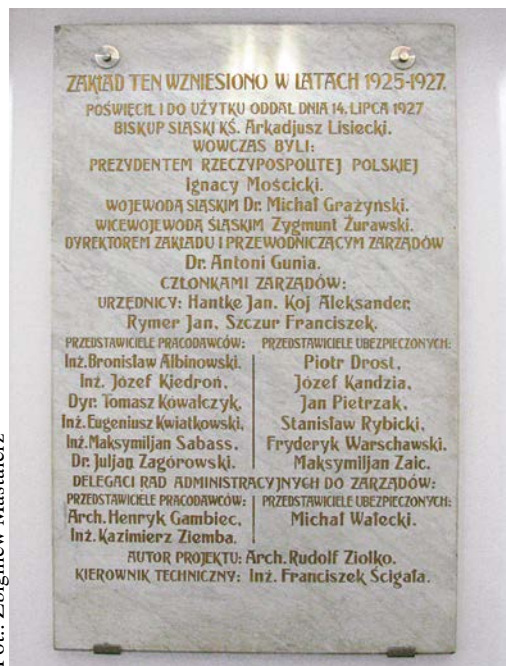 ZAKŁAD TEN WZNIESIONO W LATACH 1925-1927.
POŚWIĘCIŁ I DO UŻYTKU ODDAŁ DNIA 14. LIPCA 1927
BISKUP ŚLĄSKI KŚ. Arkadjusz Lisiecki.
WÓWCZAS BYLI:
PREZYDENTEM RZECZYPOSPOLITEJ POLSKIEJ
Ignacy Mościcki.
WOJEWODĄ ŚLĄSKIM Dr. Michał Grażyński.
WICEWOJEWODĄ ŚLĄSKIM Zygmunt Żurawski.
DYREKTOREM ZAKŁADU I PRZEWODNICZĄCYM ZARZĄDÓW
Dr. Antoni Gunia.
CZŁONKAMI ZARZĄDÓW:
URZĘDNICY: Hantke Jan, Koj Aleksander,
Rymer Jan, Szczur Franciszek.
PRZEDSTAWICIELE PRACODAWCÓW:
Inż. Bronisław Albinowski,
Inż. Józef Kiedroń,
Dyr. Tomasz Kowalczyk,
Inż. Eugeniusz Kwiatkowski,
Inż. Maksymiljan Sabass,
Dr. Juljan Zagórowski.
PRZEDSTAWICIELE UBEZPIECZONYCH:
Piotr Drost,
Józef Kandzia,
Jan Pietrzak,
Stanisław Rybicki,
Fryderyk Warschawski.
Maksymiljan Zaic.
DELEGACI RAD ADMINISTRACYJNYCH DO ZARZĄDÓW:
PRZEDSTAWICIELE PRACODAWCÓW:
Arch. Henryk Gambiec,
Inż. Kazimierz Ziemba.
PRZEDSTAWICIELE UBEZPIECZONYCH:
Michał Wałecki.
AUTOR PROJEKTU: Arch. Rudolf Ziolko.
KIEROWNIK TECHNICZNY: Inż. Franciszek Ścigała.
Fot.: Zbigniew Mustalerz